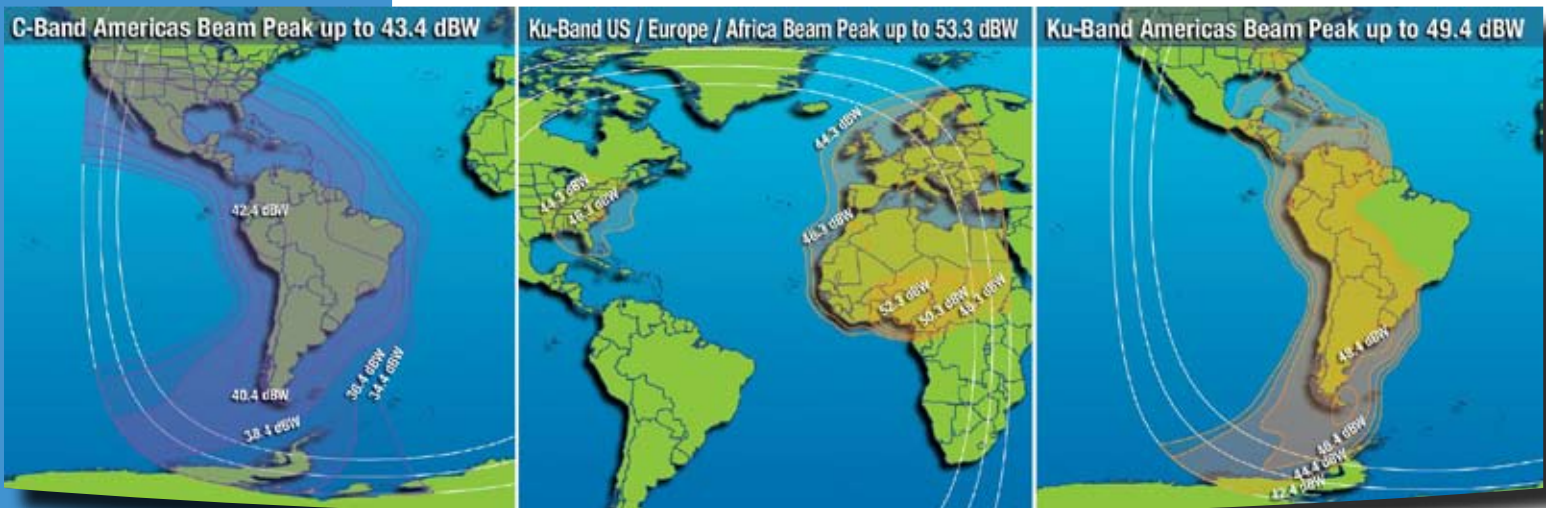 C-Band Americas Beam Peak up to 43.4 dBW
42.4 dBW
40.4 dBW
38.4 dBW
36.4 dBW
34.4 dBW
Ku-Band US / Europe / Africa Beam Peak up to 53.3 dBW
44.3 dBW
44.3 dBW
48.3 dBW
48.3 dBW
52.3 dBW
50.3 dBW
49.3 dBW
Ku-Band Americas Beam Peak up to 49.4 dBW
48.4 dBW
46.4 dBW
44.4 dBW
42.4 dBW